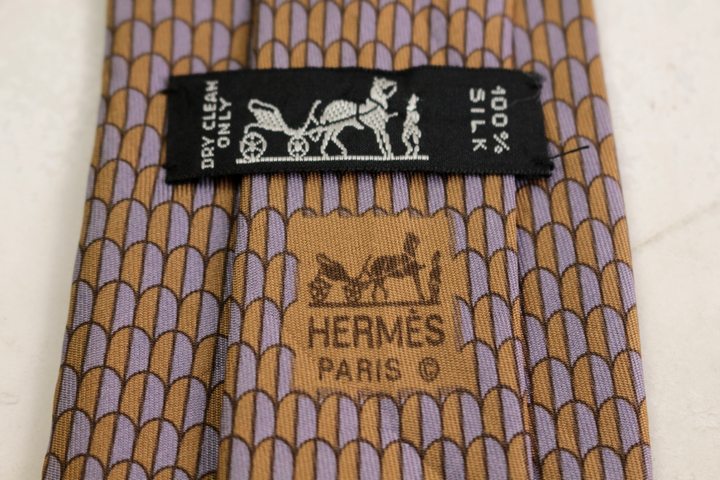 DRY CLEAN
ONLY
100%
SILK
HERMÈS
PARIS ©